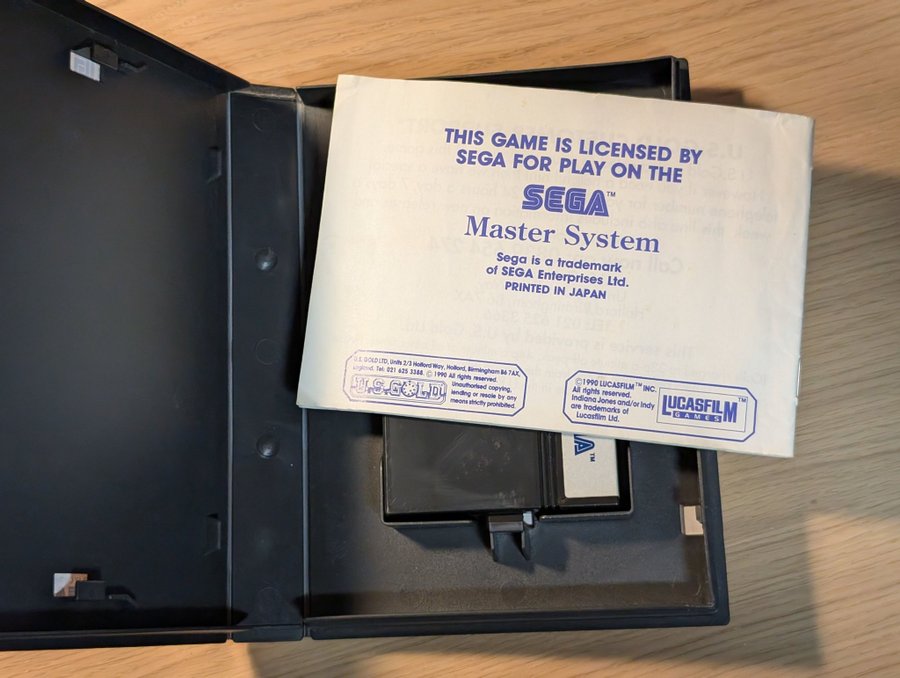 THIS GAME IS LICENSED BY
SEGA FOR PLAY ON THE
SEGA™
Master System
Sega is a trademark
of SEGA Enterprises Ltd.
PRINTED IN JAPAN
U.S. GOLD LTD, Units 2/3 Holford Way, Holford, Birmingham B6 7AX,
England. Tel: 021 625 3388. © 1990 All rights reserved.
U.S. GOLD
Unauthorised copying,
lending or resale by any
means strictly prohibited.
©1990 LUCASFILM™ INC.
All rights reserved.
Indiana Jones and/or Indy
are trademarks of
Lucasfilm Ltd.
LUCASFILM™
GAMES